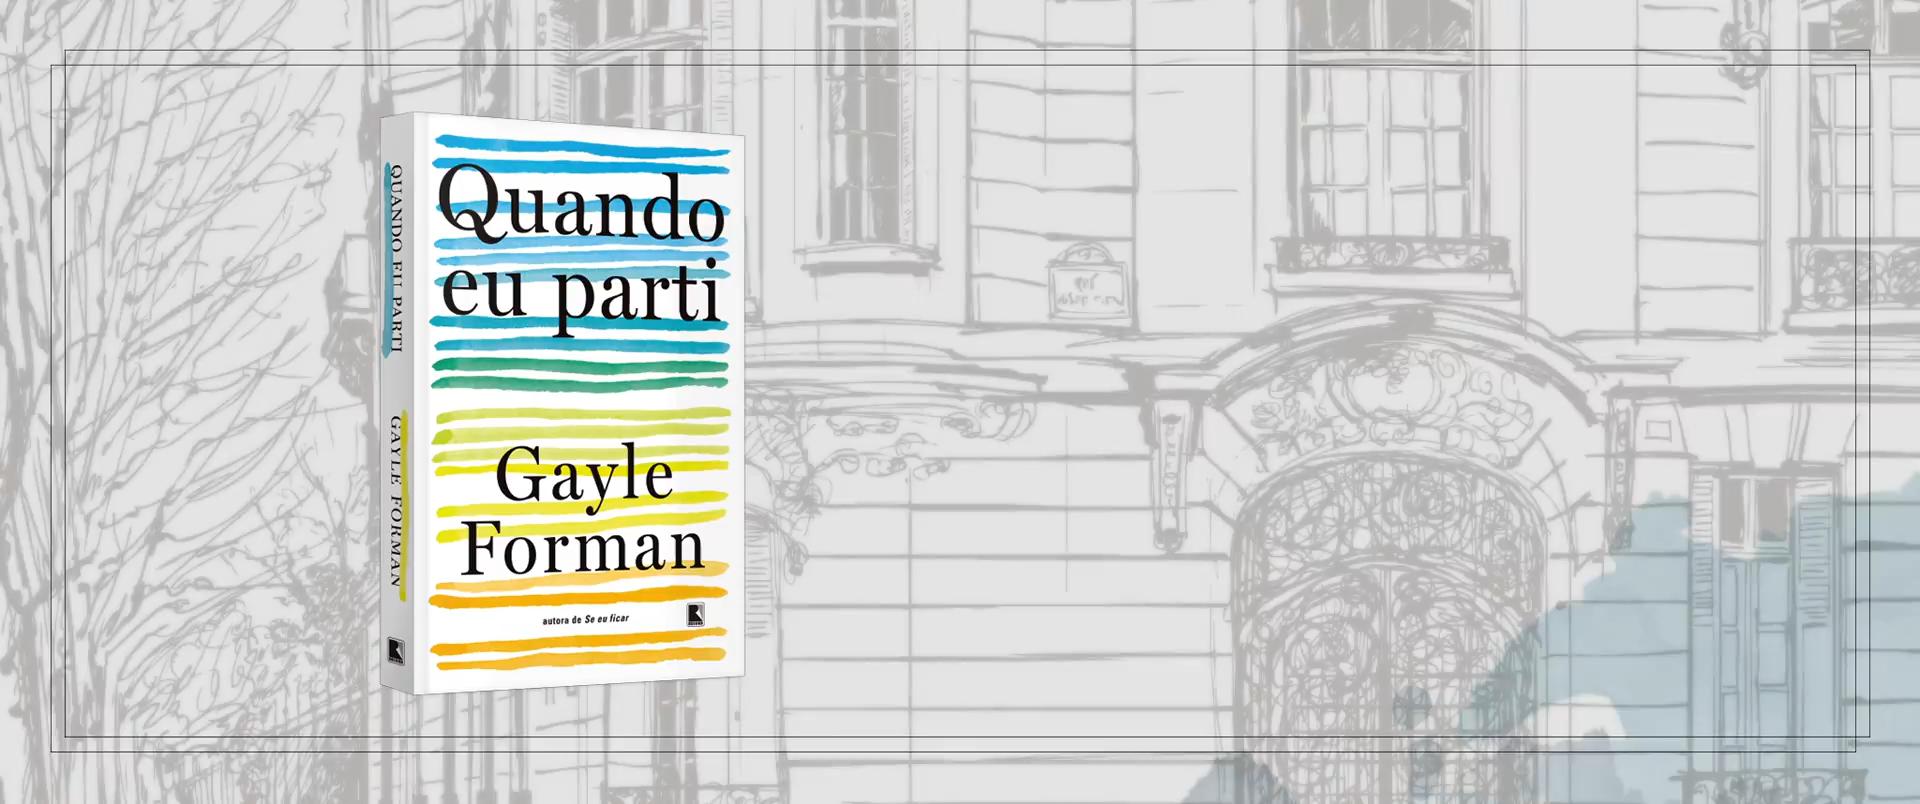 QUANDO EU PARTI
GAYLE FORMAN
Quando
eu parti
Gayle
Forman
autora de Se eu ficar